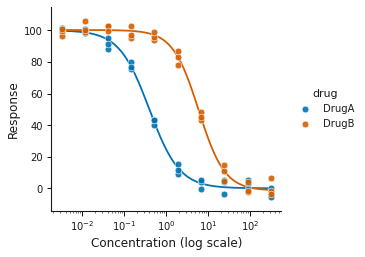 Response
100
80
60
40
20
0
10⁻²
10⁻¹
10⁰
10¹
10²
Concentration (log scale)
drug
DrugA
DrugB